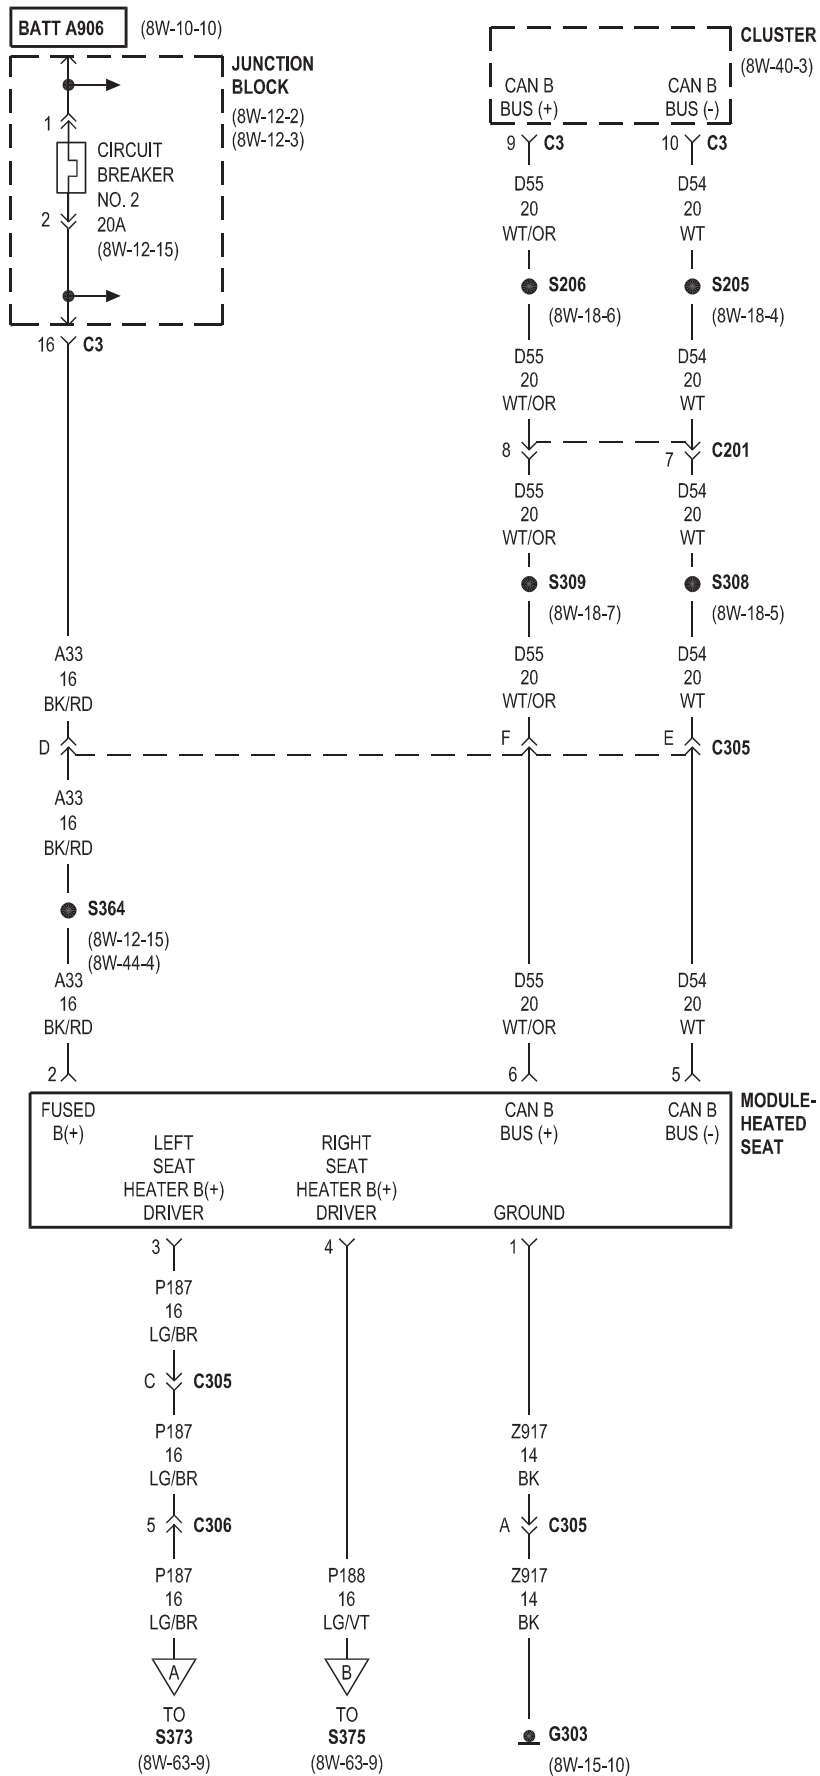 BATT A906 (8W-10-10)
JUNCTION
BLOCK
(8W-12-2)
(8W-12-3)
1
CIRCUIT
BREAKER
NO. 2
20A
(8W-12-15)
2
16 C3
CLUSTER
(8W-40-3)
CAN B
BUS (+)
CAN B
BUS (-)
9 C3
10 C3
D55
20
WT/OR
D54
20
WT
S206
(8W-18-6)
S205
(8W-18-4)
D55
20
WT/OR
D54
20
WT
8
7
C201
D55
20
WT/OR
D54
20
WT
S309
(8W-18-7)
S308
(8W-18-5)
A33
16
BK/RD
D55
20
WT/OR
D54
20
WT
D
F
E
C305
A33
16
BK/RD
S364
(8W-12-15)
(8W-44-4)
A33
16
BK/RD
D55
20
WT/OR
D54
20
WT
2
6
5
MODULE-
HEATED
SEAT
FUSED
B(+)
CAN B
BUS (+)
CAN B
BUS (-)
LEFT
SEAT
HEATER B(+)
DRIVER
RIGHT
SEAT
HEATER B(+)
DRIVER
GROUND
3
4
1
P187
16
LG/BR
C C305
P187
16
LG/BR
Z917
14
BK
5 C306
A C305
P187
16
LG/BR
P188
16
LG/VT
Z917
14
BK
A
B
TO
S373
(8W-63-9)
TO
S375
(8W-63-9)
G303
(8W-15-10)